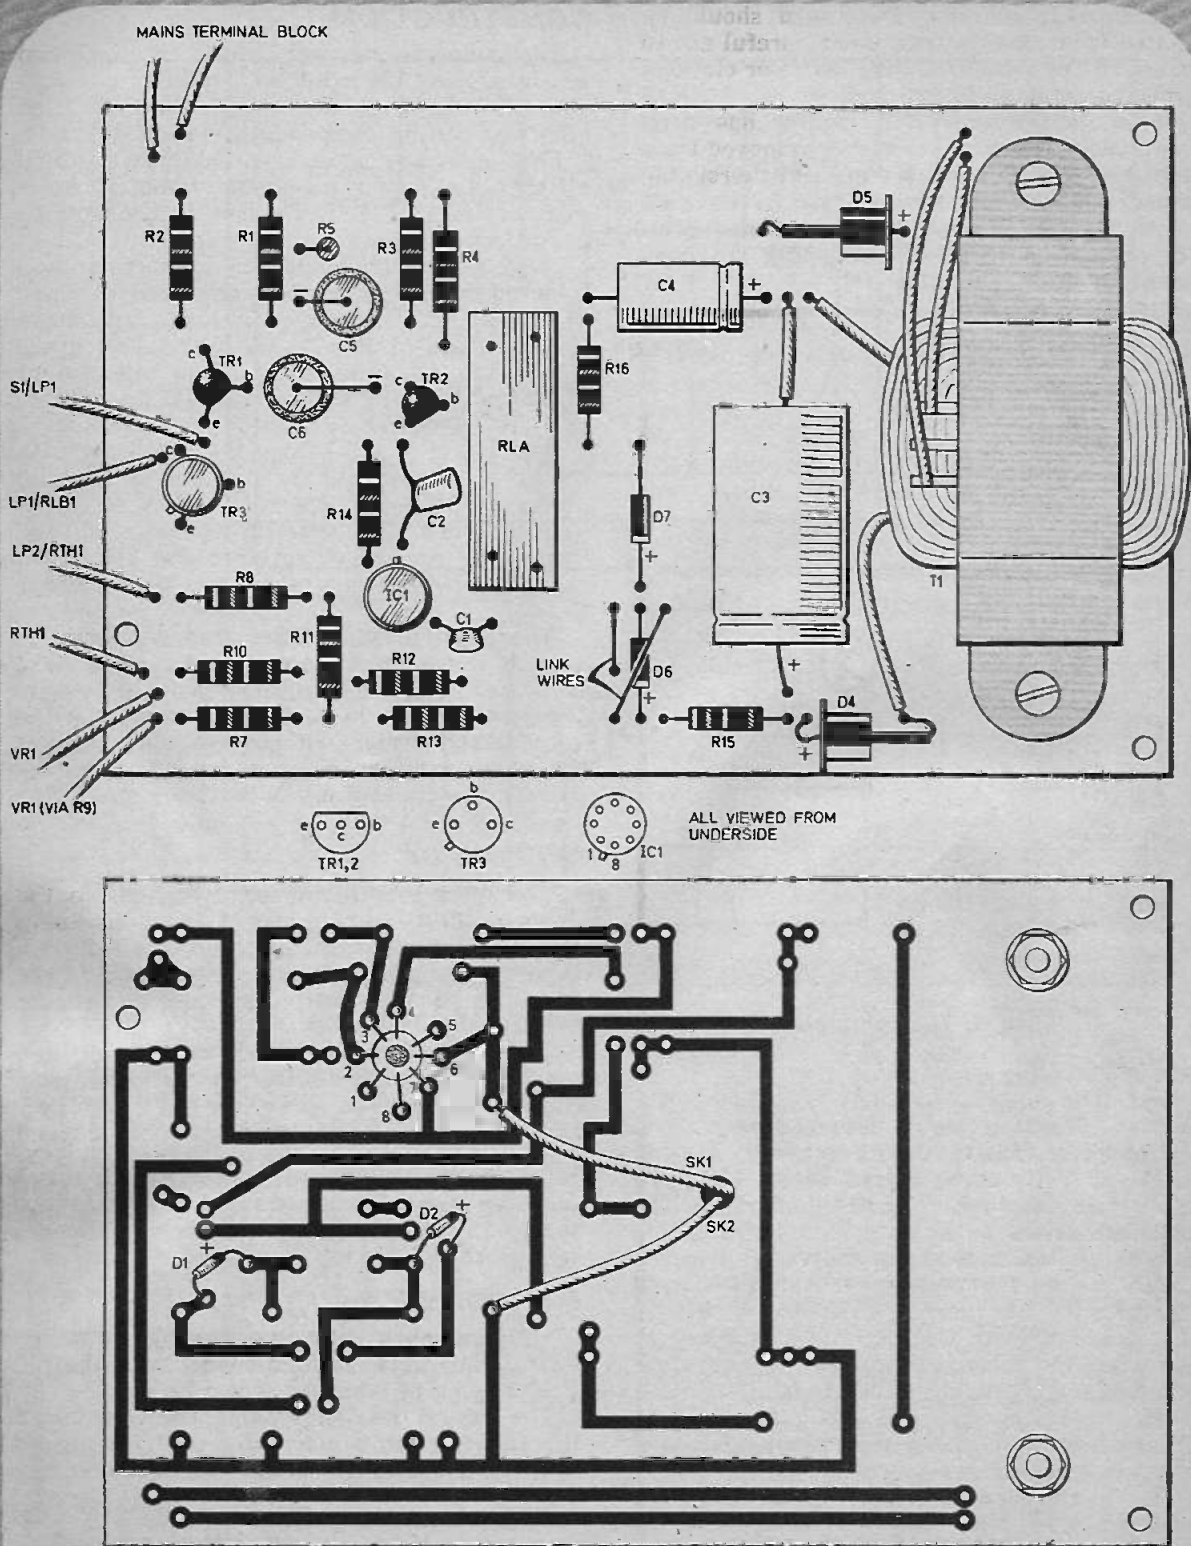 MAINS TERMINAL BLOCK
R2
R1
R5
R3
R4
D5
+
C4
+
C5
c
TR1
b
e
C6
c
TR2
b
e
R16
S1/LP1
RLA
C3
c
b
TR3
e
LP1/RLB1
R14
C2
D7
+
LP2/RTH1
R8
IC1
T1
R11
C1
RTH1
R10
R12
LINK
WIRES
D6
+
+
D4
R7
R13
R15
+
VR1
VR1 (VIA R9)
b
e
b
c
e
c
TR1,2
TR3
1
8
IC1
ALL VIEWED FROM
UNDERSIDE
4
3
5
2
6
1
7
8
SK1
SK2
D2
+
D1
+